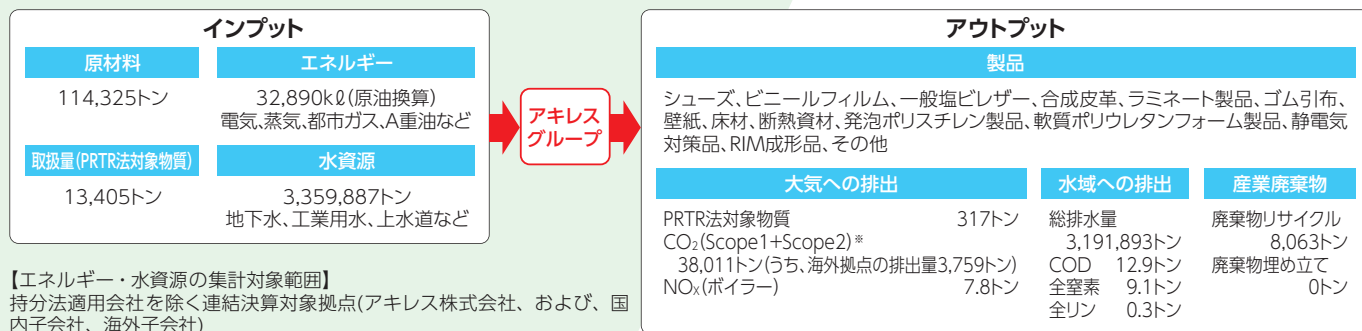 インプット
原材料
114,325トン
エネルギー
32,890kℓ(原油換算)
電気、蒸気、都市ガス、A重油など
取扱量(PRTR法対象物質)
13,405トン
水資源
3,359,887トン
地下水、工業用水、上水道など
【エネルギー・水資源の集計対象範囲】
持分法適用会社を除く連結決算対象拠点(アキレス株式会社、および、国
内子会社、海外子会社)
アキレス
グループ
アウトプット
製品
シューズ、ビニールフィルム、一般塩ビレザー、合成皮革、ラミネート製品、ゴム引布、
壁紙、床材、断熱資材、発泡ポリスチレン製品、軟質ポリウレタンフォーム製品、静電気
対策品、RIM成形品、その他
大気への排出
PRTR法対象物質 317トン
CO₂(Scope1+Scope2)※
38,011トン(うち、海外拠点の排出量3,759トン)
NOx(ボイラー) 7.8トン
水域への排出
総排水量
3,191,893トン
COD 12.9トン
全窒素 9.1トン
全リン 0.3トン
産業廃棄物
廃棄物リサイクル
8,063トン
廃棄物埋め立て
0トン